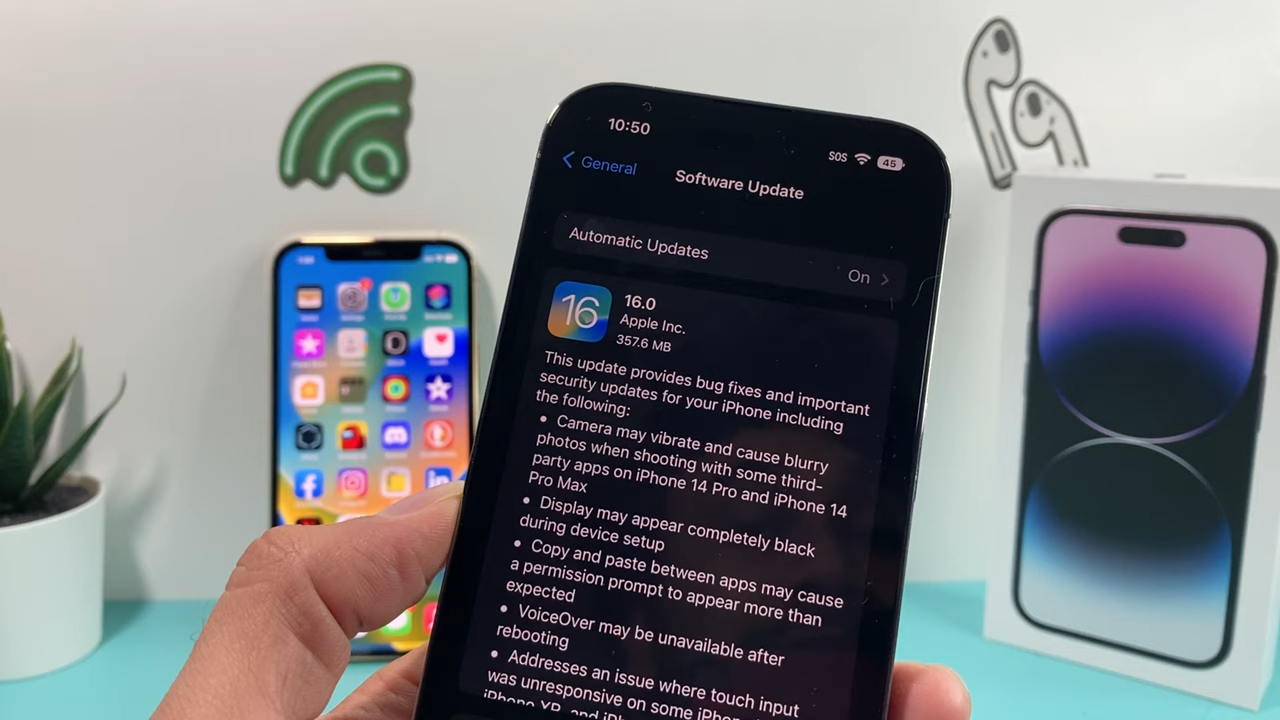 10:50
SOS
45
General
Software Update
Automatic Updates
On
16
16.0
Apple Inc.
357.6 MB
This update provides bug fixes and important
security updates for your iPhone including
the following:
• Camera may vibrate and cause blurry
photos when shooting with some third-
party apps on iPhone 14 Pro and iPhone 14
Pro Max
• Display may appear completely black
during device setup
• Copy and paste between apps may cause
a permission prompt to appear more than
expected
• VoiceOver may be unavailable after
rebooting
• Addresses an issue where touch input
was unresponsive on some iPhone
iPhone XR, and